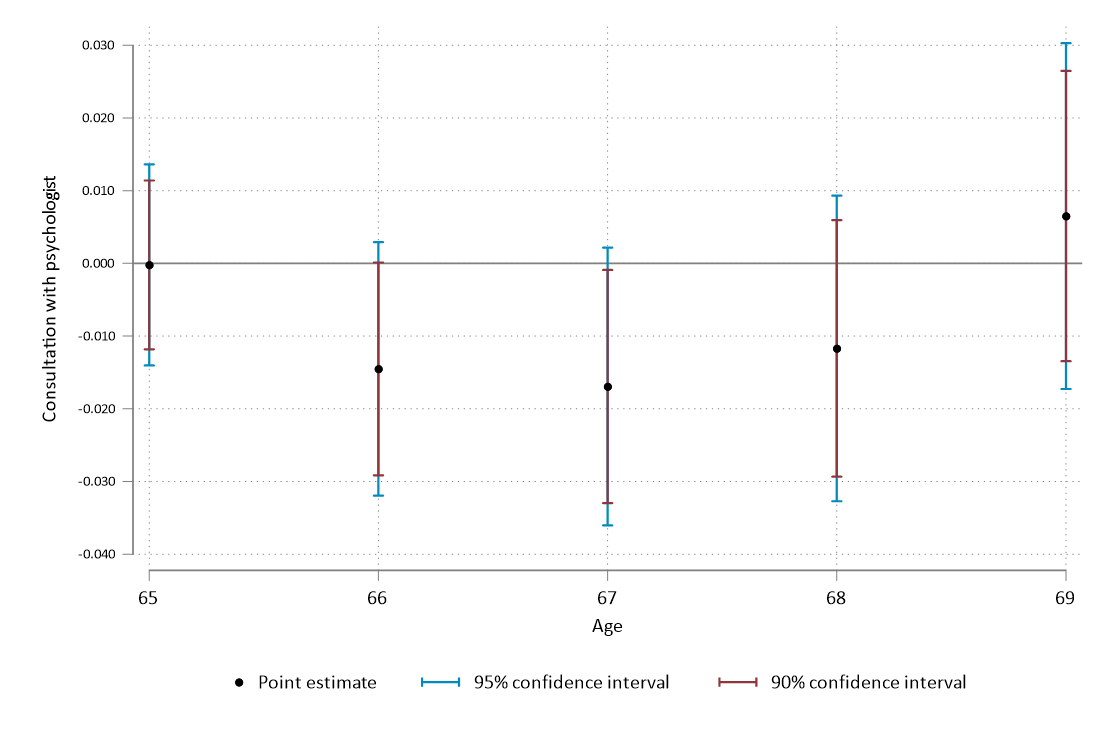 Consultation with psychologist
0.030
0.020
0.010
0.000
-0.010
-0.020
-0.030
-0.040
65 66 67 68 69
Age
Point estimate 95% confidence interval 90% confidence interval